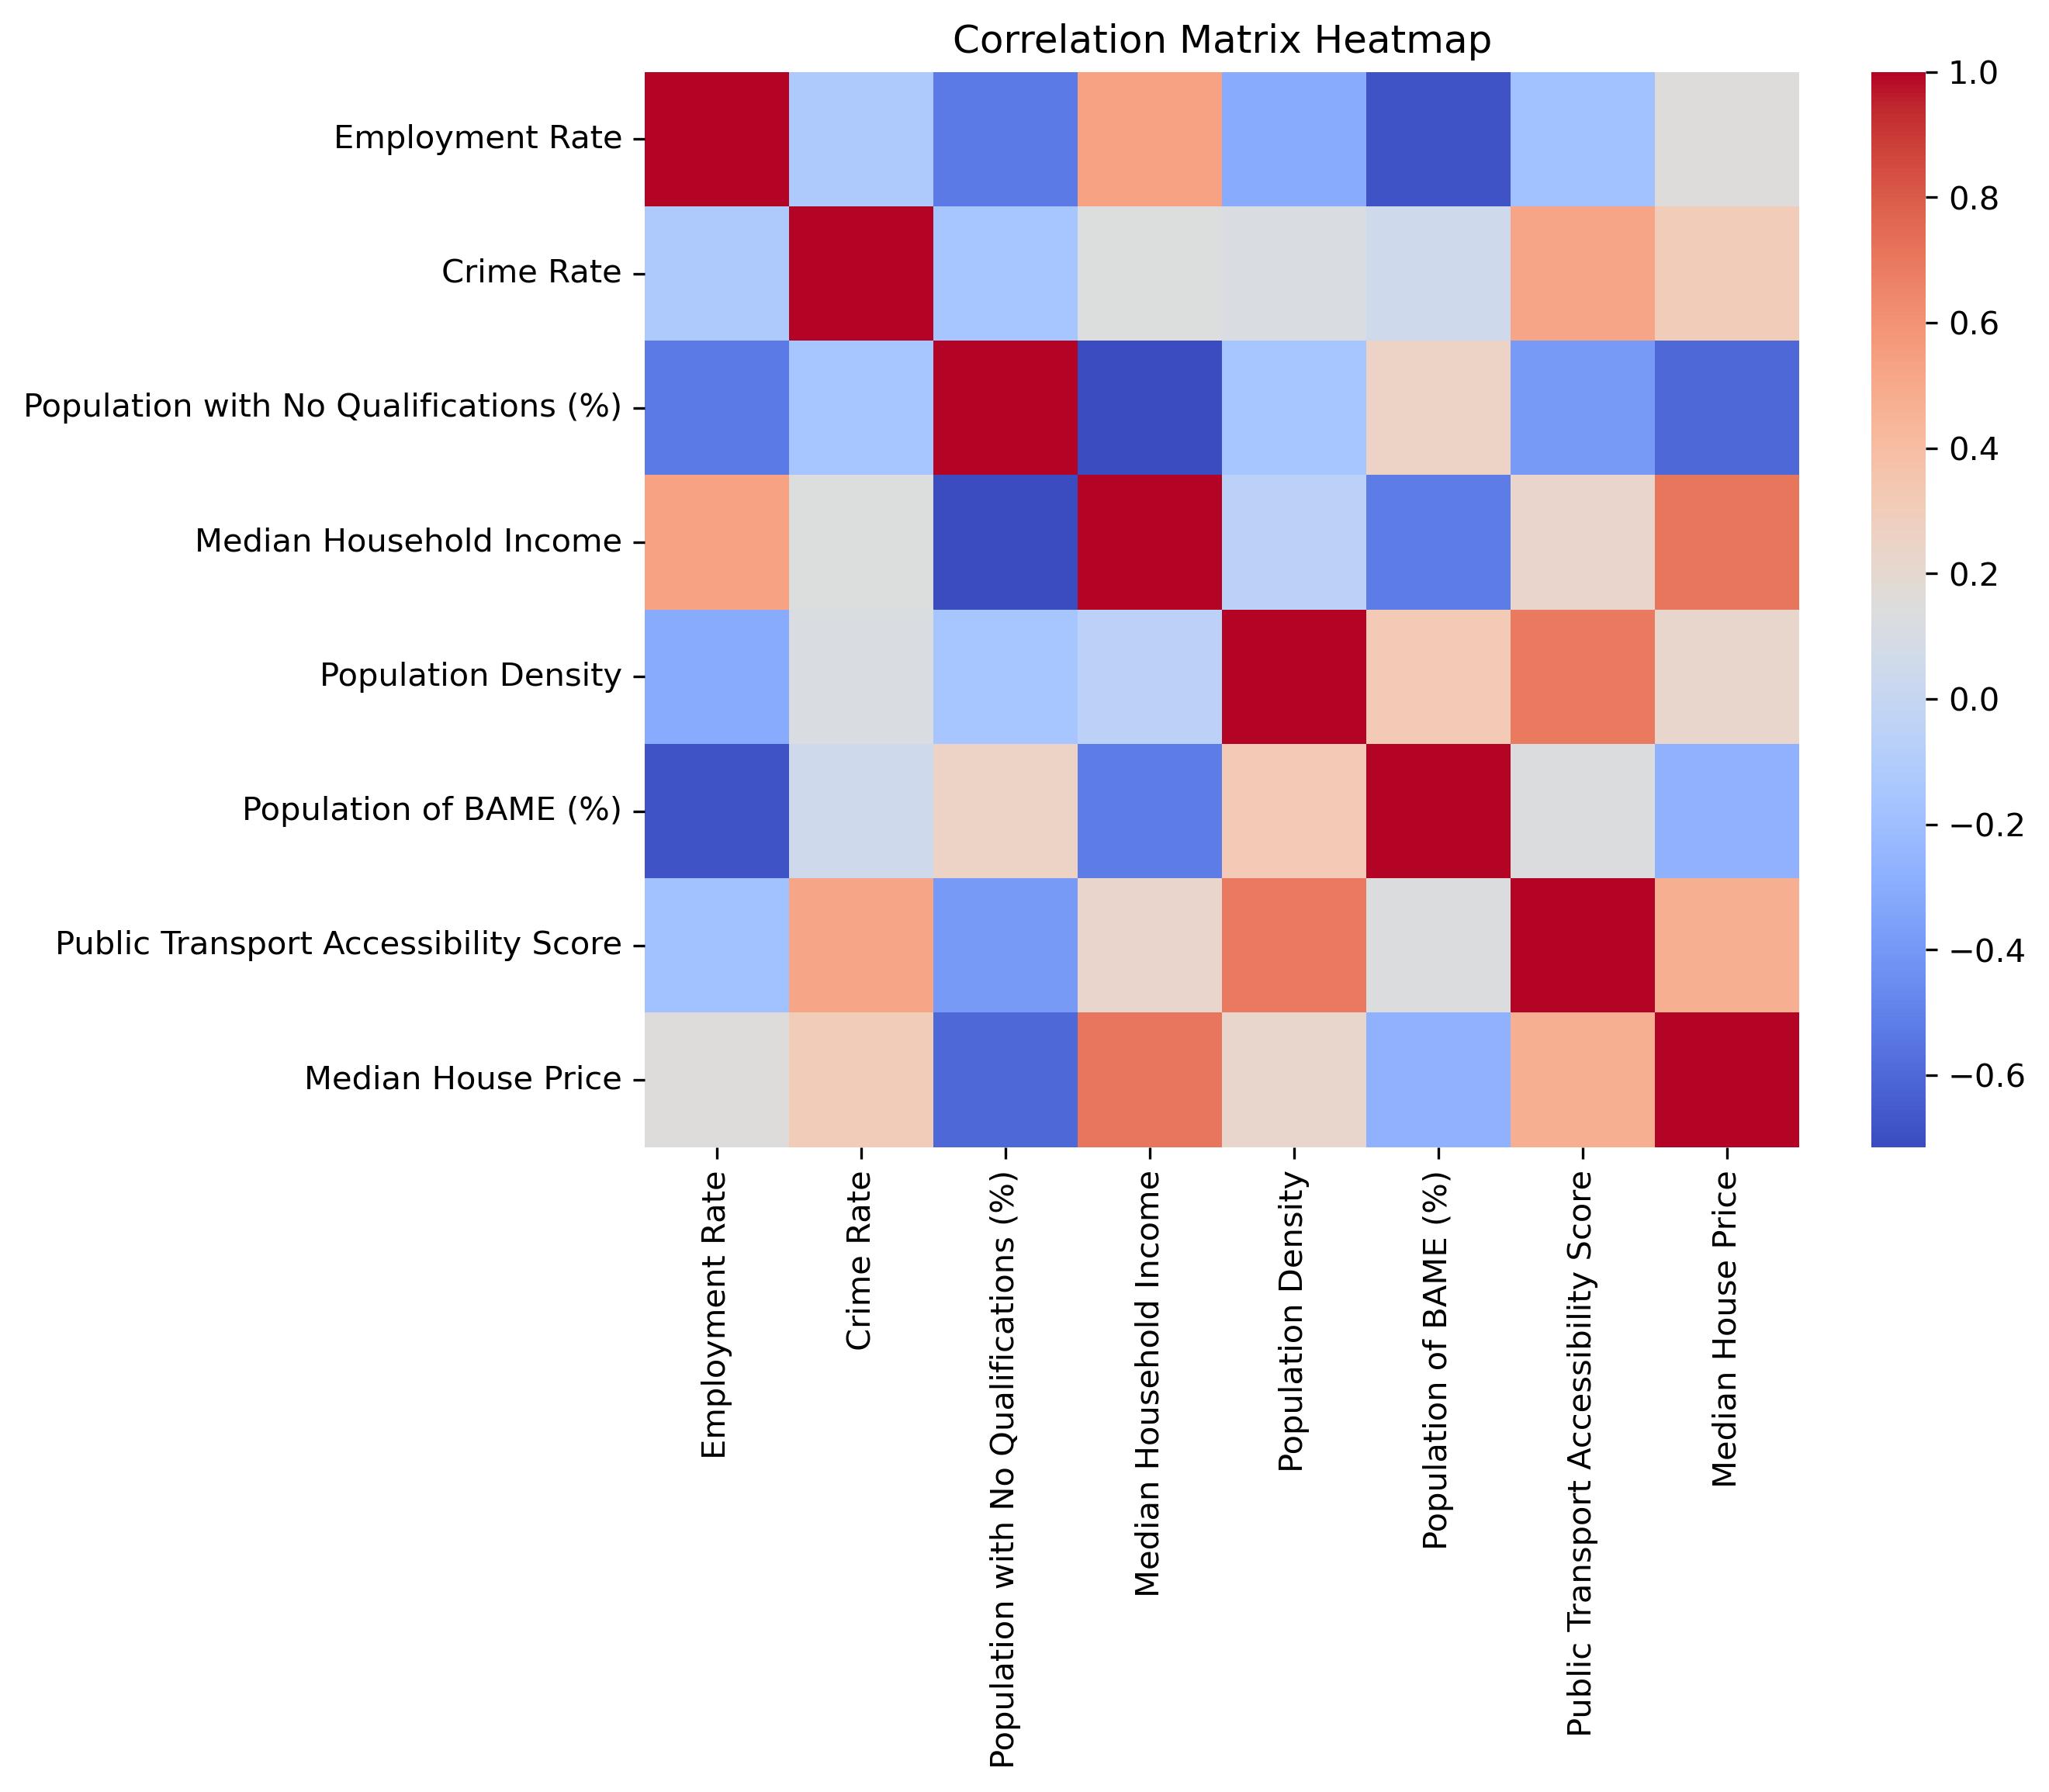 Correlation Matrix Heatmap
Employment Rate
Crime Rate
Population with No Qualifications (%)
Median Household Income
Population Density
Population of BAME (%)
Public Transport Accessibility Score
Median House Price
Employment Rate
Crime Rate
Population with No Qualifications (%)
Median Household Income
Population Density
Population of BAME (%)
Public Transport Accessibility Score
Median House Price
1.0
0.8
0.6
0.4
0.2
0.0
−0.2
−0.4
−0.6